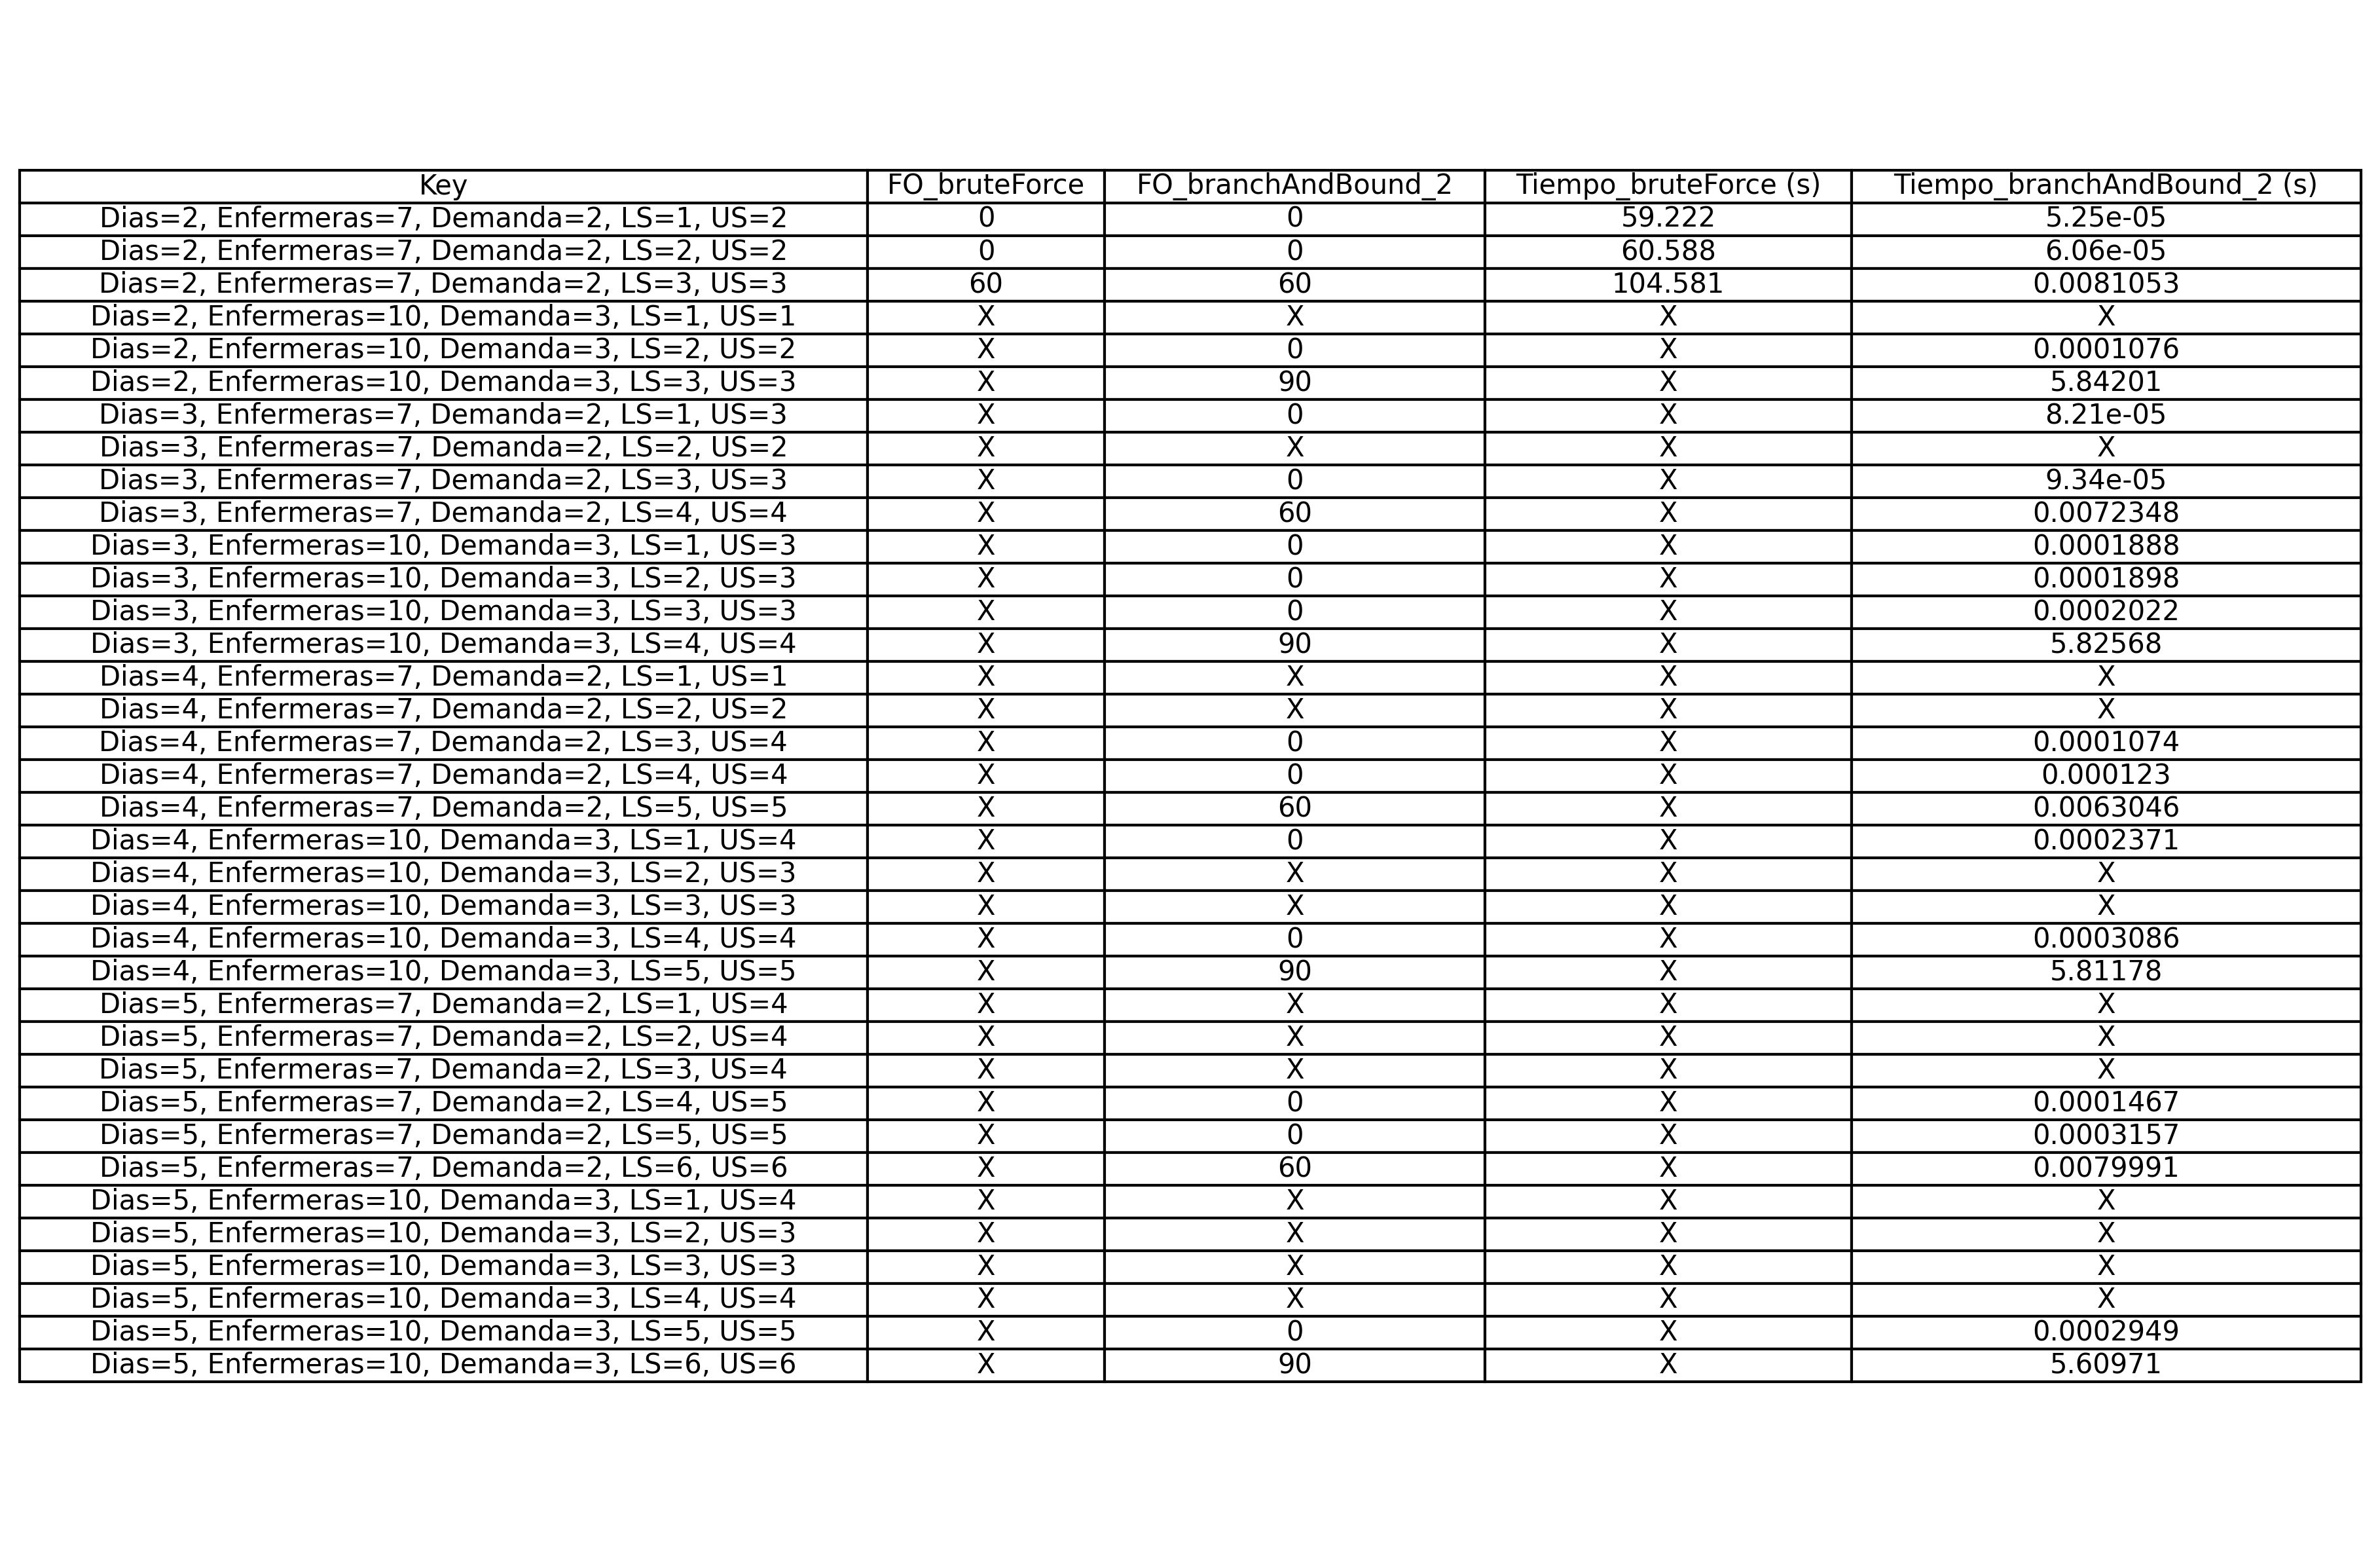 Key FO_bruteForce FO_branchAndBound_2 Tiempo_bruteForce (s) Tiempo_branchAndBound_2 (s)
Dias=2, Enfermeras=7, Demanda=2, LS=1, US=2 0 0 59.222 5.25e-05
Dias=2, Enfermeras=7, Demanda=2, LS=2, US=2 0 0 60.588 6.06e-05
Dias=2, Enfermeras=7, Demanda=2, LS=3, US=3 60 60 104.581 0.0081053
Dias=2, Enfermeras=10, Demanda=3, LS=1, US=1 X X X X
Dias=2, Enfermeras=10, Demanda=3, LS=2, US=2 X 0 X 0.0001076
Dias=2, Enfermeras=10, Demanda=3, LS=3, US=3 X 90 X 5.84201
Dias=3, Enfermeras=7, Demanda=2, LS=1, US=3 X 0 X 8.21e-05
Dias=3, Enfermeras=7, Demanda=2, LS=2, US=2 X X X X
Dias=3, Enfermeras=7, Demanda=2, LS=3, US=3 X 0 X 9.34e-05
Dias=3, Enfermeras=7, Demanda=2, LS=4, US=4 X 60 X 0.0072348
Dias=3, Enfermeras=10, Demanda=3, LS=1, US=3 X 0 X 0.0001888
Dias=3, Enfermeras=10, Demanda=3, LS=2, US=3 X 0 X 0.0001898
Dias=3, Enfermeras=10, Demanda=3, LS=3, US=3 X 0 X 0.0002022
Dias=3, Enfermeras=10, Demanda=3, LS=4, US=4 X 90 X 5.82568
Dias=4, Enfermeras=7, Demanda=2, LS=1, US=1 X X X X
Dias=4, Enfermeras=7, Demanda=2, LS=2, US=2 X X X X
Dias=4, Enfermeras=7, Demanda=2, LS=3, US=4 X 0 X 0.0001074
Dias=4, Enfermeras=7, Demanda=2, LS=4, US=4 X 0 X 0.000123
Dias=4, Enfermeras=7, Demanda=2, LS=5, US=5 X 60 X 0.0063046
Dias=4, Enfermeras=10, Demanda=3, LS=1, US=4 X 0 X 0.0002371
Dias=4, Enfermeras=10, Demanda=3, LS=2, US=3 X X X X
Dias=4, Enfermeras=10, Demanda=3, LS=3, US=3 X X X X
Dias=4, Enfermeras=10, Demanda=3, LS=4, US=4 X 0 X 0.0003086
Dias=4, Enfermeras=10, Demanda=3, LS=5, US=5 X 90 X 5.81178
Dias=5, Enfermeras=7, Demanda=2, LS=1, US=4 X X X X
Dias=5, Enfermeras=7, Demanda=2, LS=2, US=4 X X X X
Dias=5, Enfermeras=7, Demanda=2, LS=3, US=4 X X X X
Dias=5, Enfermeras=7, Demanda=2, LS=4, US=5 X 0 X 0.0001467
Dias=5, Enfermeras=7, Demanda=2, LS=5, US=5 X 0 X 0.0003157
Dias=5, Enfermeras=7, Demanda=2, LS=6, US=6 X 60 X 0.0079991
Dias=5, Enfermeras=10, Demanda=3, LS=1, US=4 X X X X
Dias=5, Enfermeras=10, Demanda=3, LS=2, US=3 X X X X
Dias=5, Enfermeras=10, Demanda=3, LS=3, US=3 X X X X
Dias=5, Enfermeras=10, Demanda=3, LS=4, US=4 X X X X
Dias=5, Enfermeras=10, Demanda=3, LS=5, US=5 X 0 X 0.0002949
Dias=5, Enfermeras=10, Demanda=3, LS=6, US=6 X 90 X 5.60971